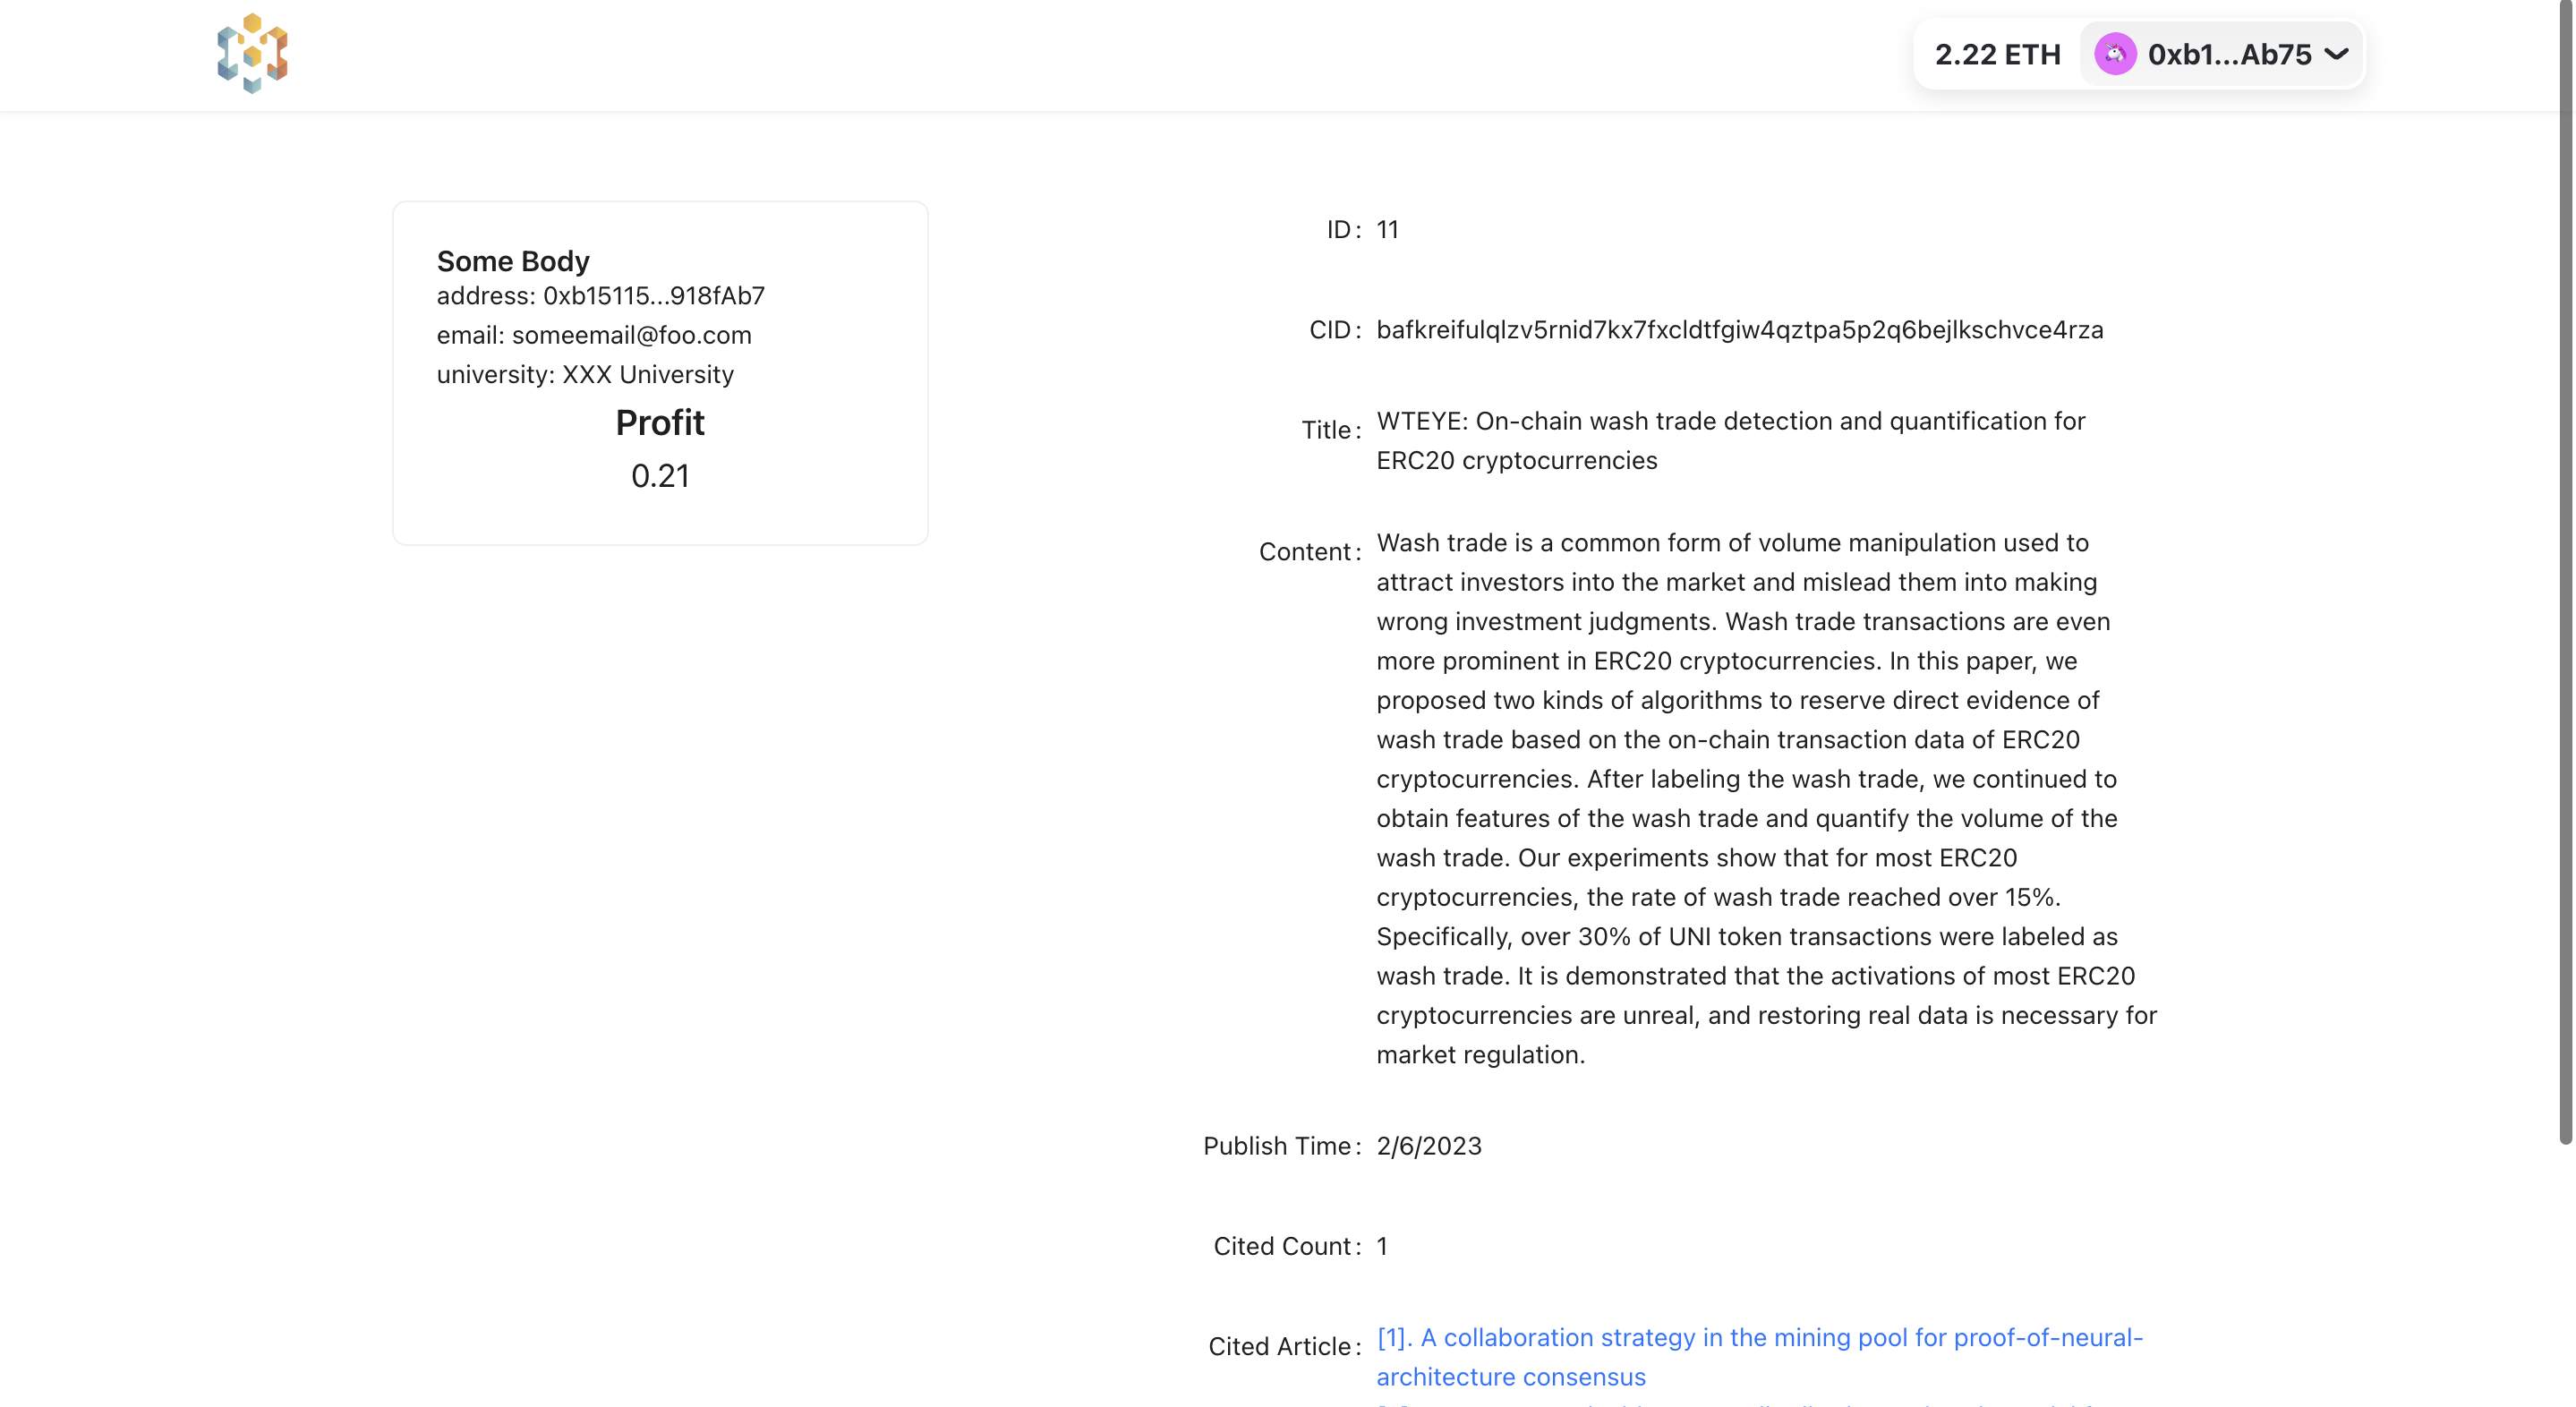 2.22 ETH
0xb1...Ab75
Some Body
address: 0xb15115...918fAb7
email: someemail@foo.com
university: XXX University
Profit
0.21
ID: 11
CID: bafkreifulqlzv5rnid7kx7fxcldtfgiw4qztpa5p2q6bejlkschvce4rza
Title: WTEYE: On-chain wash trade detection and quantification for
ERC20 cryptocurrencies
Content: Wash trade is a common form of volume manipulation used to
attract investors into the market and mislead them into making
wrong investment judgments. Wash trade transactions are even
more prominent in ERC20 cryptocurrencies. In this paper, we
proposed two kinds of algorithms to reserve direct evidence of
wash trade based on the on-chain transaction data of ERC20
cryptocurrencies. After labeling the wash trade, we continued to
obtain features of the wash trade and quantify the volume of the
wash trade. Our experiments show that for most ERC20
cryptocurrencies, the rate of wash trade reached over 15%.
Specifically, over 30% of UNI token transactions were labeled as
wash trade. It is demonstrated that the activations of most ERC20
cryptocurrencies are unreal, and restoring real data is necessary for
market regulation.
Publish Time: 2/6/2023
Cited Count: 1
Cited Article: [1]. A collaboration strategy in the mining pool for proof-of-neural-
architecture consensus